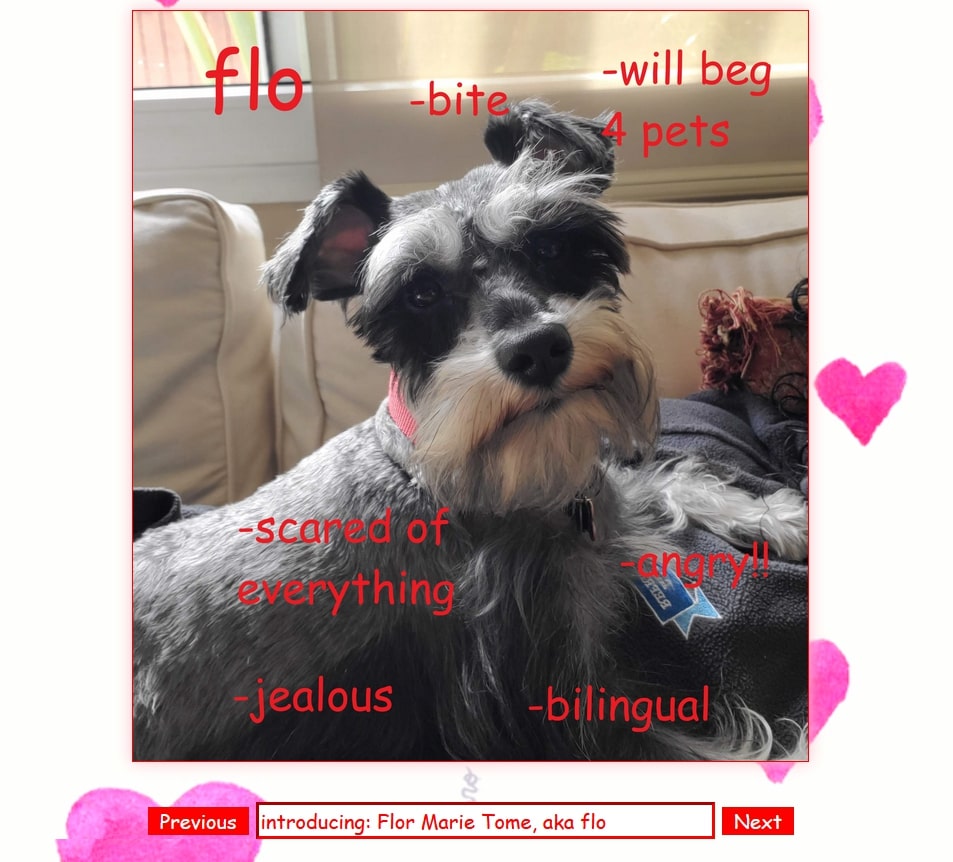 flo
-bite
-will beg
4 pets
-scared of
everything
-angry!!
-jealous
-bilingual
Previous
introducing: Flor Marie Tome, aka flo
Next